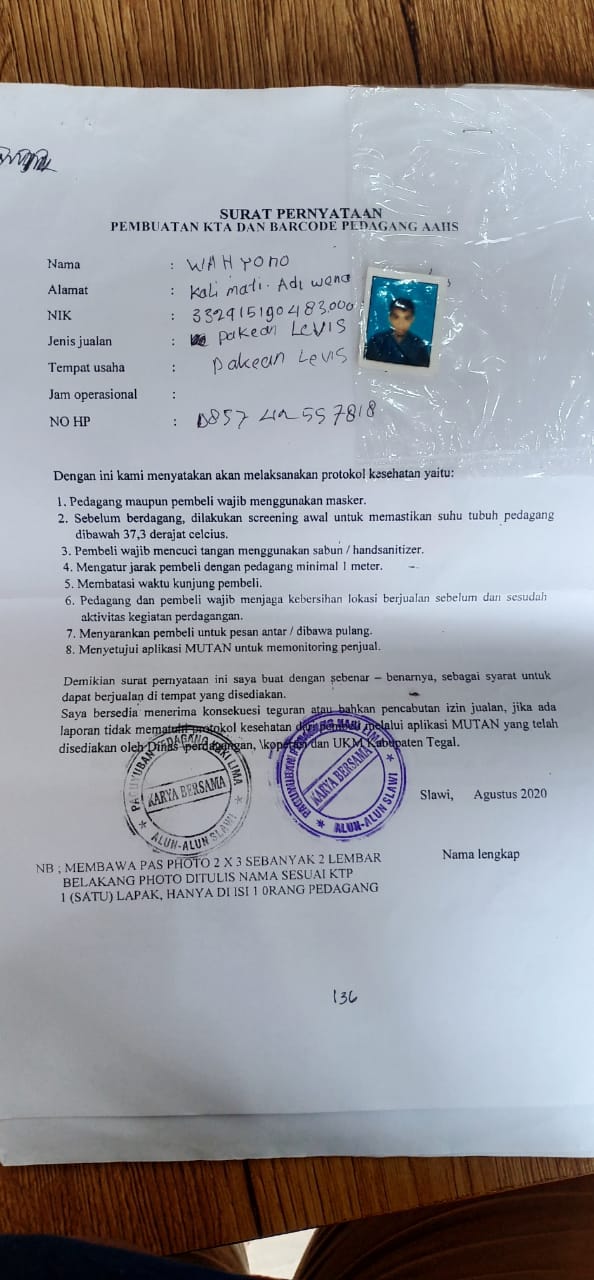 SURAT PERNYATAAN
PEMBUATAN KTA DAN BARCODE PEDAGANG AAHS
Nama : WAHYONO
Alamat : Kali mati. Adi wena
NIK : 332915190483000
Jenis jualan : pakean LEVIS
Tempat usaha : pakean LEVIS
Jam operasional :
NO HP : 0857 42 557818
Dengan ini kami menyatakan akan melaksanakan protokol kesehatan yaitu:
1. Pedagang maupun pembeli wajib menggunakan masker.
2. Sebelum berdagang, dilakukan screening awal untuk memastikan suhu tubuh pedagang
dibawah 37,3 derajat celcius.
3. Pembeli wajib mencuci tangan menggunakan sabun / handsanitizer.
4. Mengatur jarak pembeli dengan pedagang minimal 1 meter.
5. Membatasi waktu kunjung pembeli.
6. Pedagang dan pembeli wajib menjaga kebersihan lokasi berjualan sebelum dan sesudah
aktivitas kegiatan perdagangan.
7. Menyarankan pembeli untuk pesan antar / dibawa pulang.
8. Menyetujui aplikasi MUTAN untuk memonitoring penjual.
Demikian surat pernyataan ini saya buat dengan sebenar – benarnya, sebagai syarat untuk
dapat berjualan di tempat yang disediakan.
Saya bersedia menerima konsekuesi teguran atau bahkan pencabutan izin jualan, jika ada
laporan tidak mematuhi protokol kesehatan dari pembeli melalui aplikasi MUTAN yang telah
disediakan oleh Dinas \perdagangan, \koperasi dan UKM Kabupaten Tegal.
PAGUYUBAN PEDAGANG KAKI LIMA
KARYA BERSAMA
ALUN-ALUN SLAWI
PAGUYUBAN PEDAGANG KAKI LIMA
KARYA BERSAMA
ALUN-ALUN SLAWI
Slawi, Agustus 2020
Nama lengkap
NB ; MEMBAWA PAS PHOTO 2 X 3 SEBANYAK 2 LEMBAR
BELAKANG PHOTO DITULIS NAMA SESUAI KTP
1 (SATU) LAPAK, HANYA DI ISI 1 0RANG PEDAGANG
136